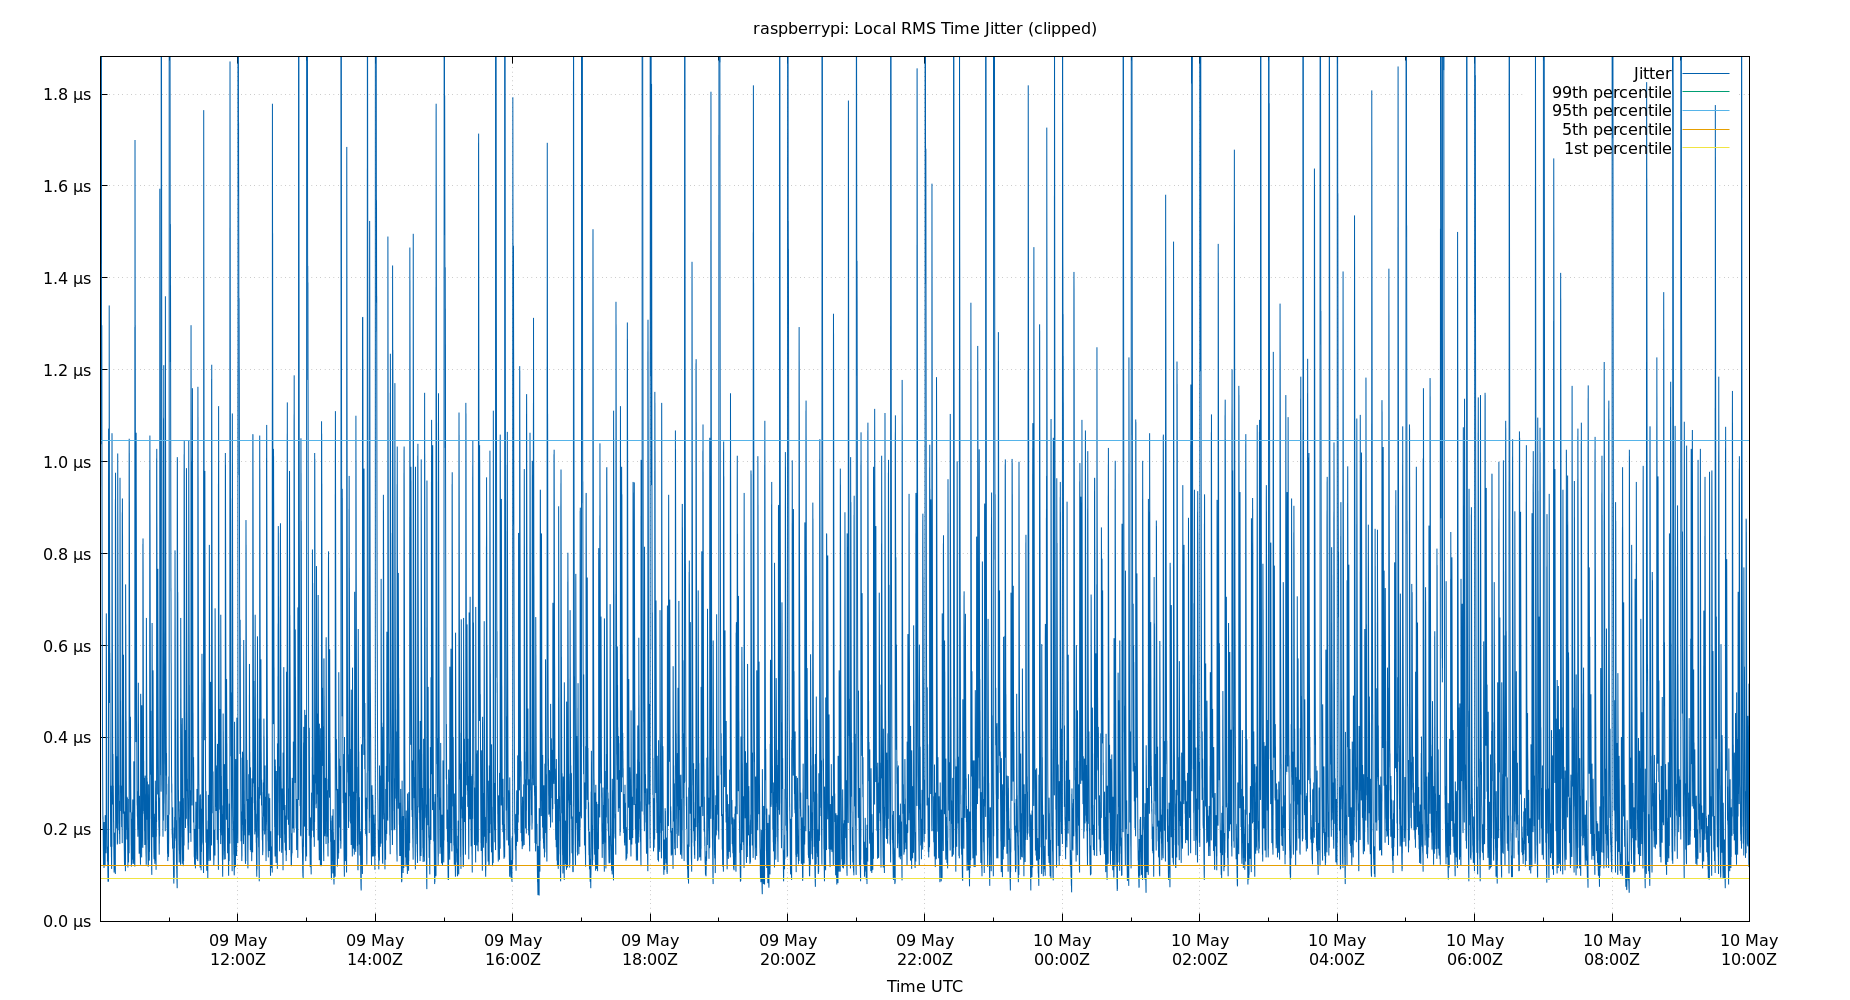 raspberrypi: Local RMS Time Jitter (clipped)
Jitter
99th percentile
95th percentile
5th percentile
1st percentile
1.8 µs
1.6 µs
1.4 µs
1.2 µs
1.0 µs
0.8 µs
0.6 µs
0.4 µs
0.2 µs
0.0 µs
09 May 09 May 09 May 09 May 09 May 09 May 10 May 10 May 10 May 10 May 10 May 10 May
12:00Z 14:00Z 16:00Z 18:00Z 20:00Z 22:00Z 00:00Z 02:00Z 04:00Z 06:00Z 08:00Z 10:00Z
Time UTC